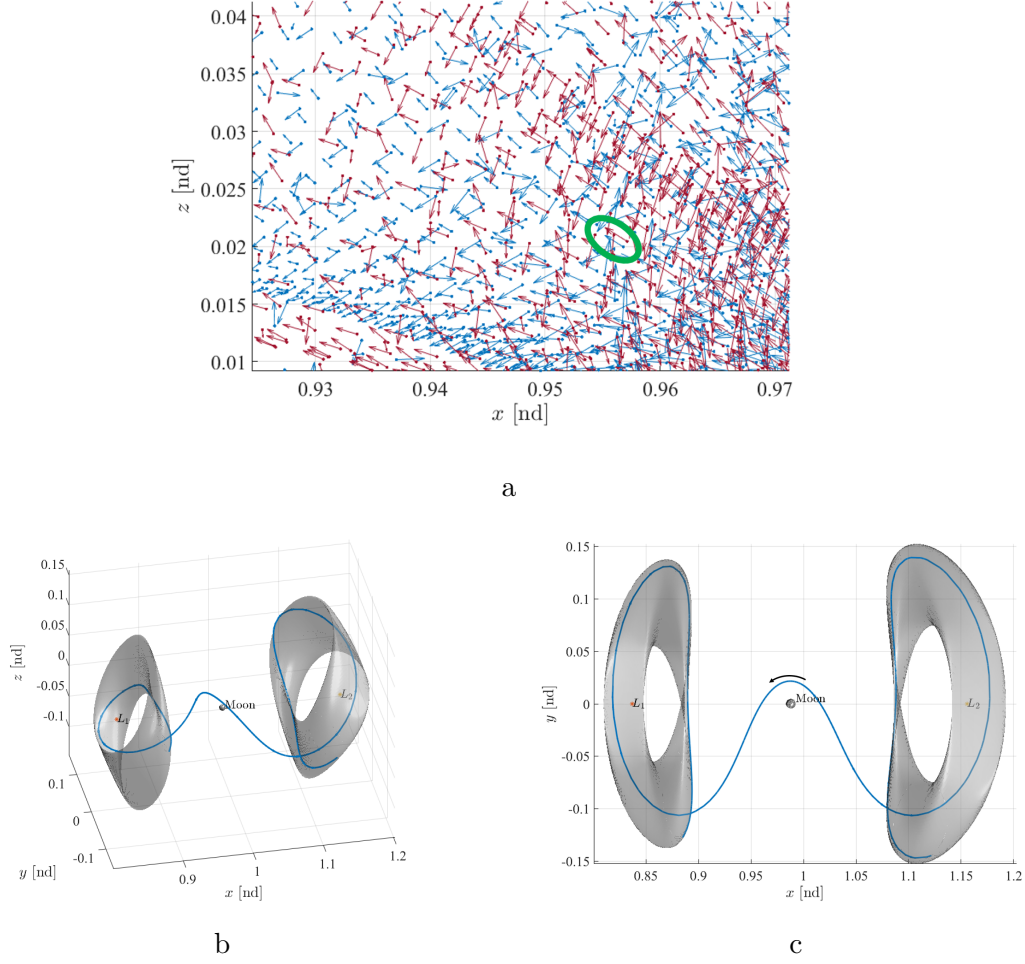 0.04
0.035
0.03
0.025
0.02
0.015
0.01
z [nd]
0.93 0.94 0.95 0.96 0.97
x [nd]
a
0.15
0.1
0.05
0
-0.05
-0.1
z [nd]
L1
Moon
L2
0.1
0
-0.1
y [nd]
0.9 1 1.1 1.2
x [nd]
b
0.15
0.1
0.05
0
-0.05
-0.1
-0.15
y [nd]
L1
Moon
L2
0.85 0.9 0.95 1 1.05 1.1 1.15 1.2
x [nd]
c